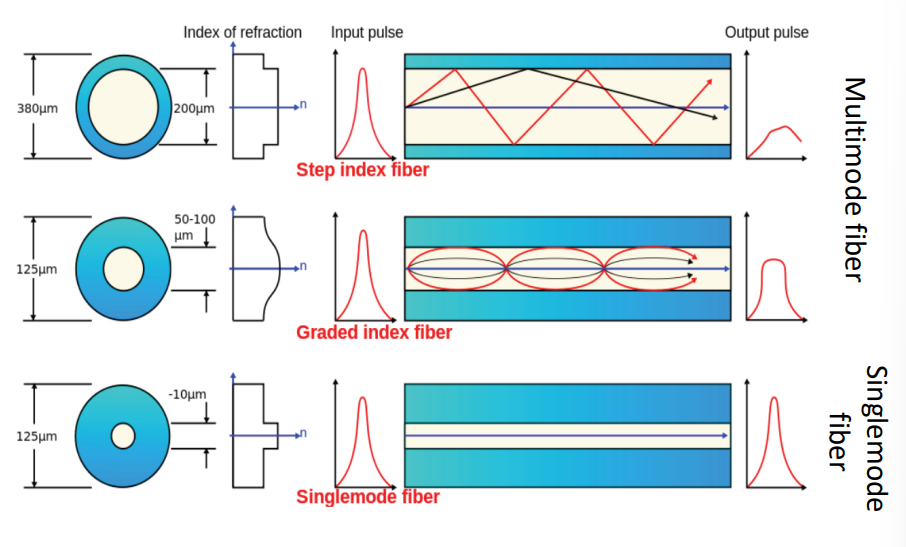 Index of refraction
Input pulse
Output pulse
380μm
200μm
n
Step index fiber
50-100
μm
125μm
n
Graded index fiber
-10μm
125μm
n
Singlemode fiber
Multimode fiber
Singlemode
fiber